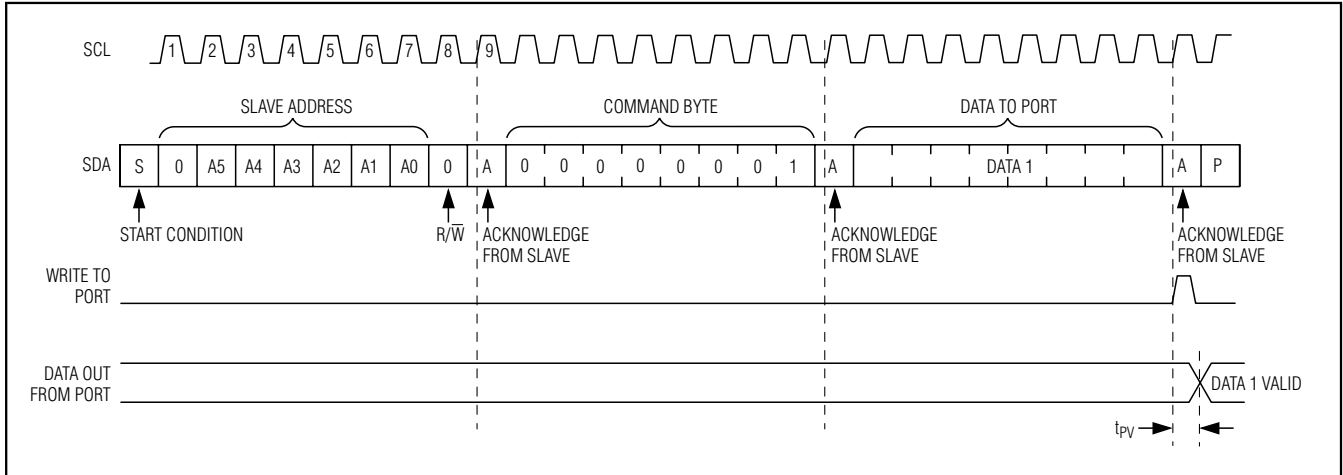 SCL 1 2 3 4 5 6 7 8 9
SLAVE ADDRESS COMMAND BYTE DATA TO PORT
SDA S 0 A5 A4 A3 A2 A1 A0 0 A 0 0 0 0 0 0 0 1 A DATA 1 A P
START CONDITION R/W̅ ACKNOWLEDGE ACKNOWLEDGE ACKNOWLEDGE
FROM SLAVE FROM SLAVE FROM SLAVE
WRITE TO
PORT
DATA OUT
FROM PORT
DATA 1 VALID
tPV